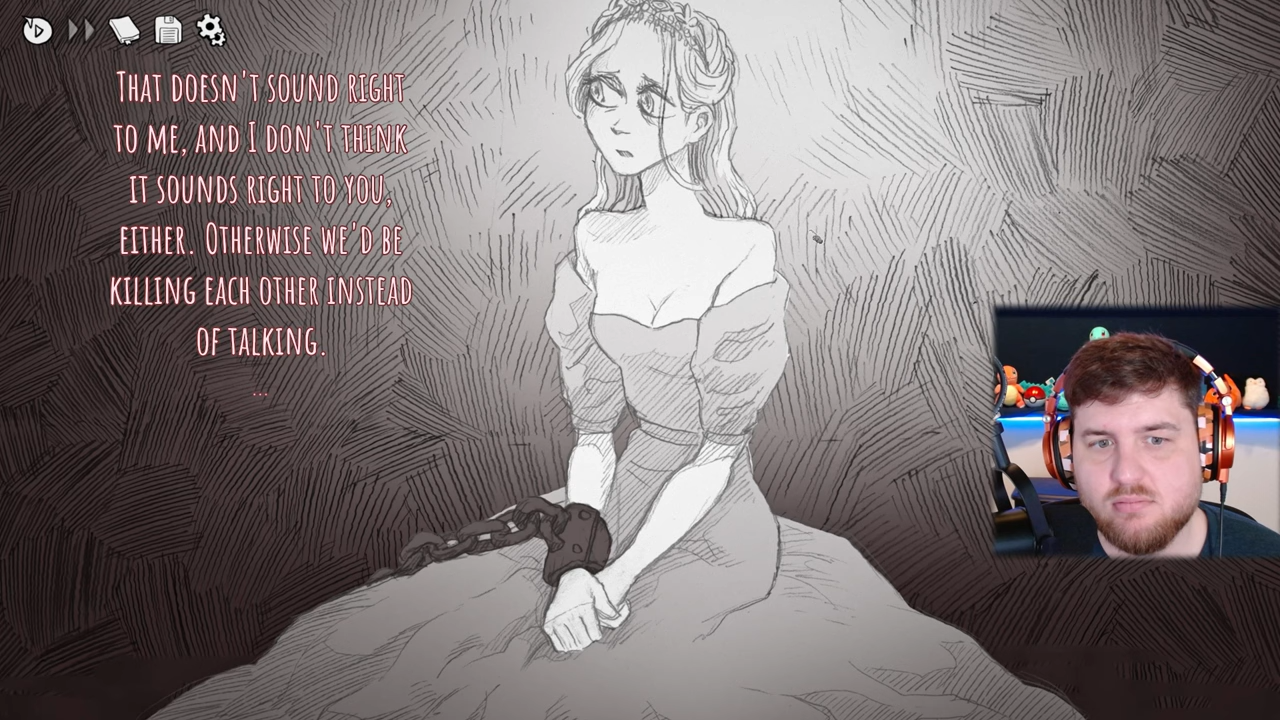 That doesn't sound right
to me, and I don't think
it sounds right to you,
either. Otherwise we'd be
killing each other instead
of talking.
...